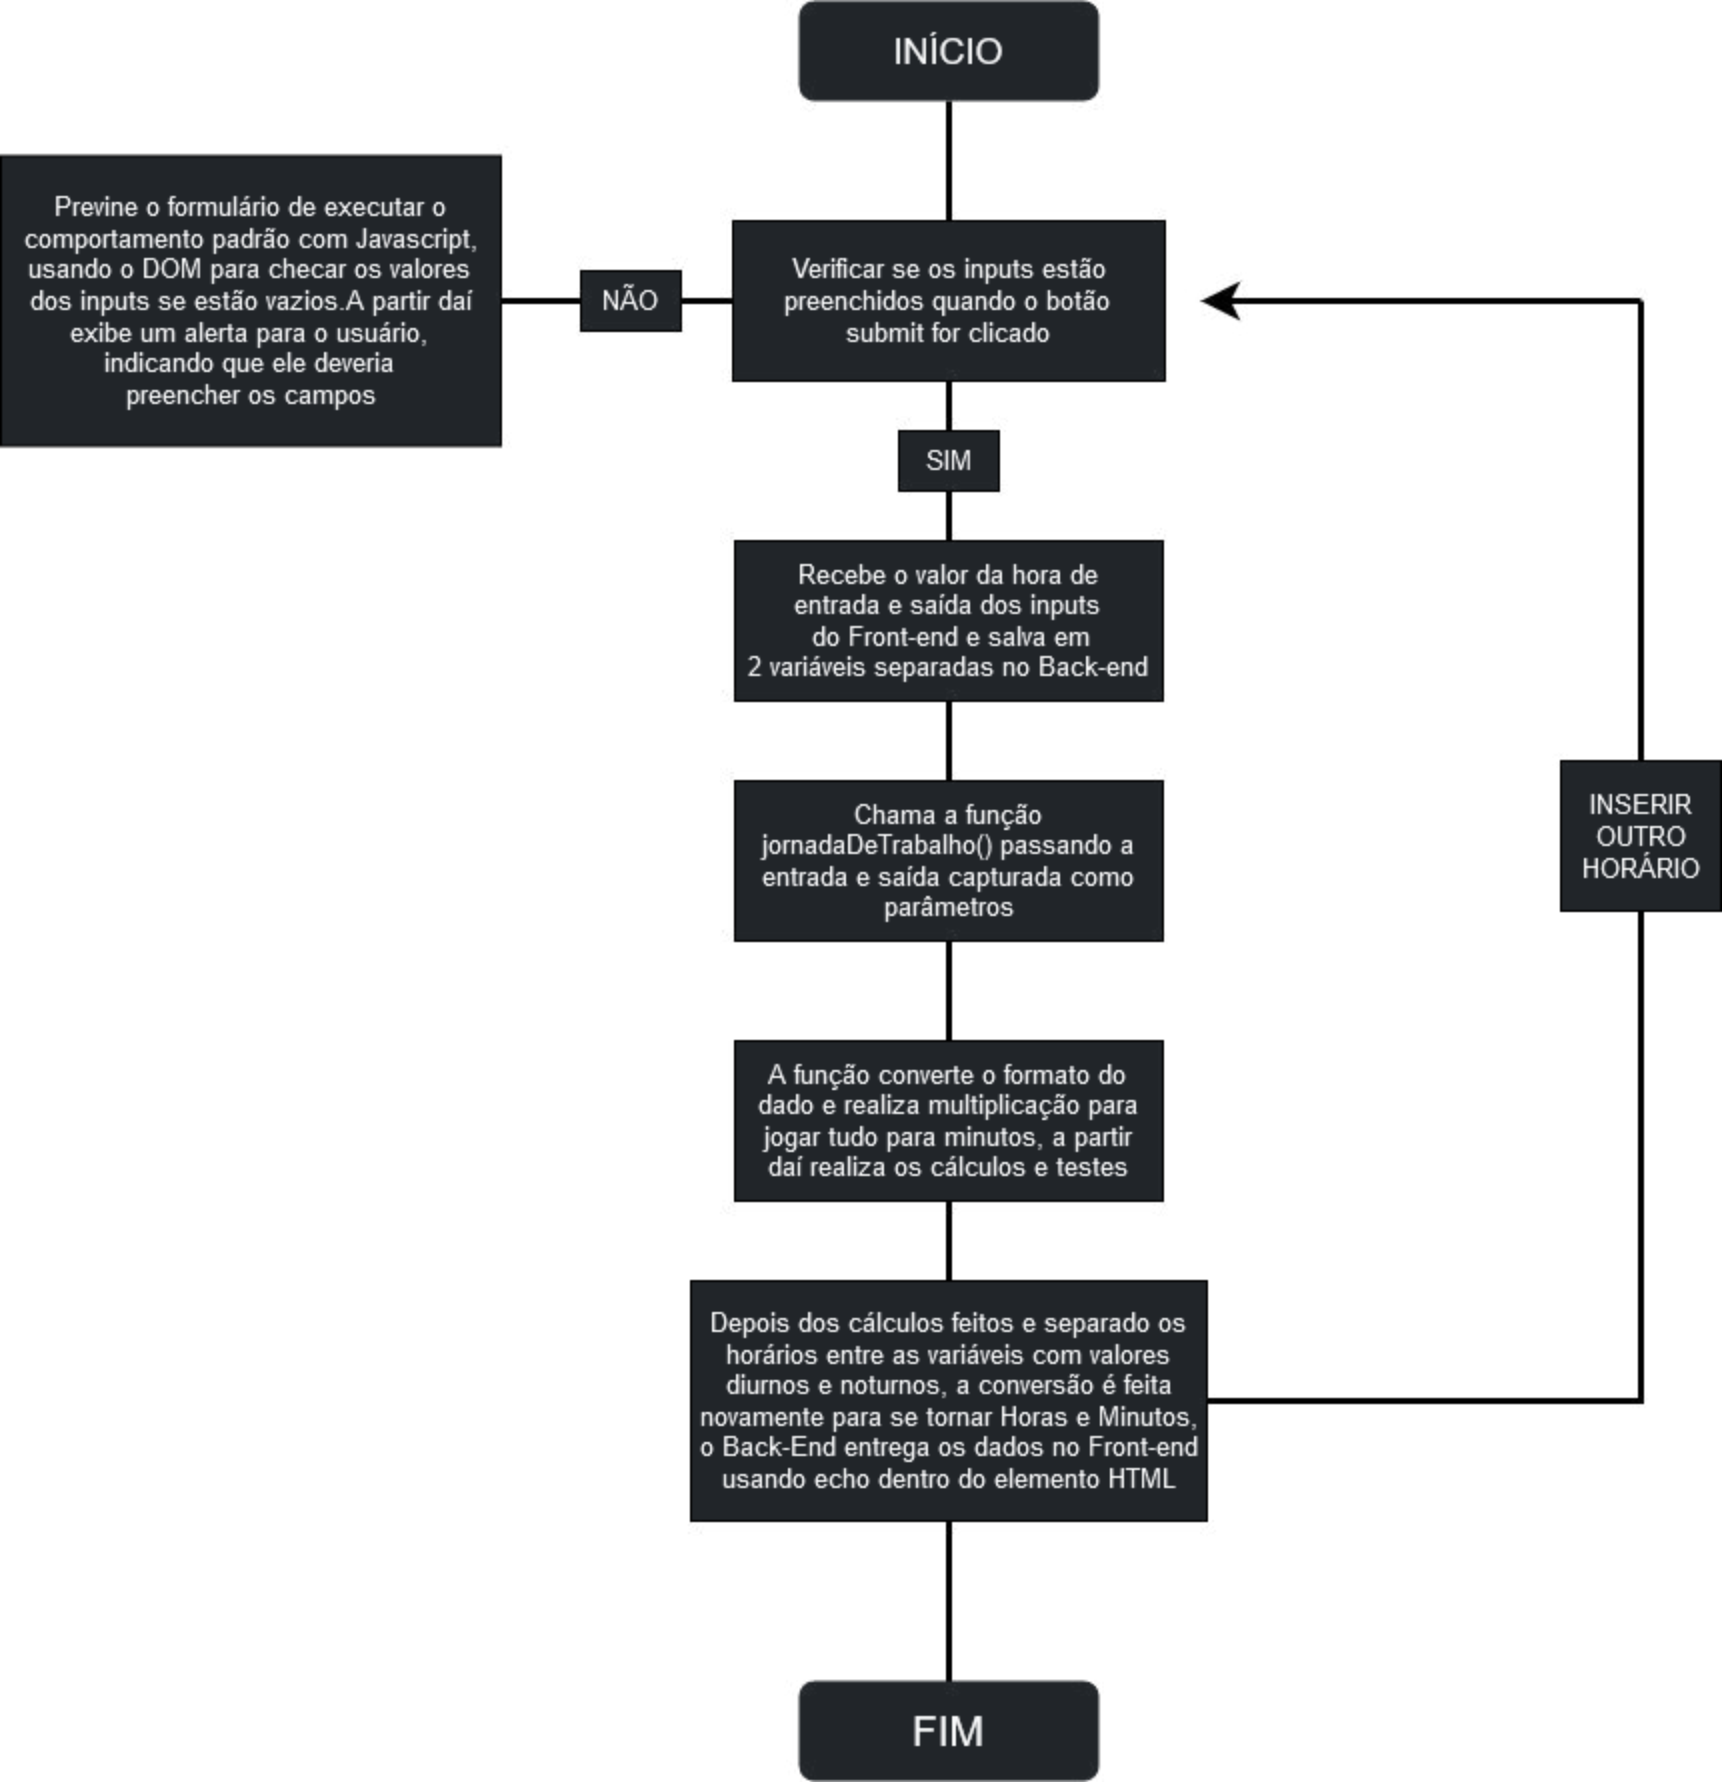 INÍCIO
Previne o formulário de executar o
comportamento padrão com Javascript,
usando o DOM para checar os valores
dos inputs se estão vazios.A partir daí
exibe um alerta para o usuário,
indicando que ele deveria
preencher os campos
NÃO
Verificar se os inputs estão
preenchidos quando o botão
submit for clicado
SIM
Recebe o valor da hora de
entrada e saída dos inputs
do Front-end e salva em
2 variáveis separadas no Back-end
Chama a função
jornadaDeTrabalho() passando a
entrada e saída capturada como
parâmetros
INSERIR
OUTRO
HORÁRIO
A função converte o formato do
dado e realiza multiplicação para
jogar tudo para minutos, a partir
daí realiza os cálculos e testes
Depois dos cálculos feitos e separado os
horários entre as variáveis com valores
diurnos e noturnos, a conversão é feita
novamente para se tornar Horas e Minutos,
o Back-End entrega os dados no Front-end
usando echo dentro do elemento HTML
FIM